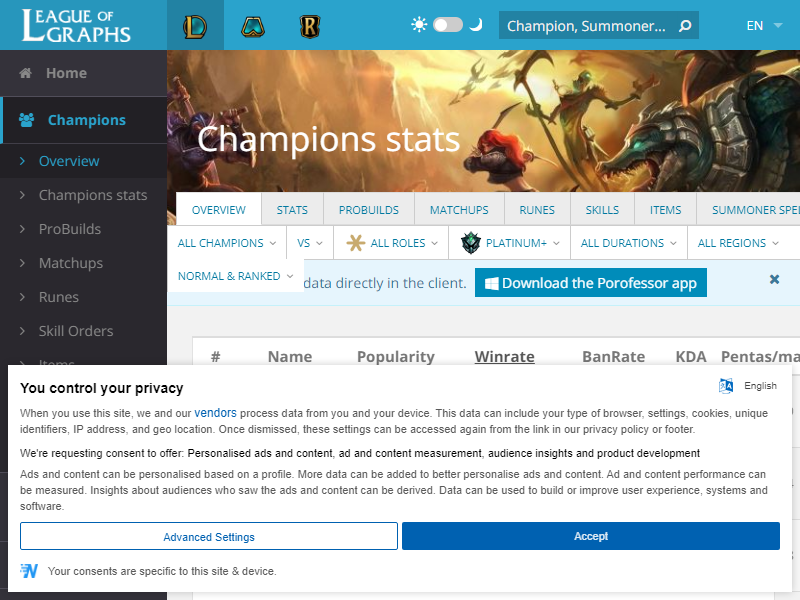 LEAGUE OF GRAPHS
Champion, Summoner...
EN
Home
Champions
Overview
Champions stats
ProBuilds
Matchups
Runes
Skill Orders
Items
Champions stats
OVERVIEW STATS PROBUILDS MATCHUPS RUNES SKILLS ITEMS SUMMONER SPE
ALL CHAMPIONS VS ALL ROLES PLATINUM+ ALL DURATIONS ALL REGIONS
NORMAL & RANKED
data directly in the client. Download the Porofessor app
# Name Popularity Winrate BanRate KDA Pentas/ma
You control your privacy
English
When you use this site, we and our vendors process data from you and your device. This data can include your type of browser, settings, cookies, unique
identifiers, IP address, and geo location. Once dismissed, these settings can be accessed again from the link in our privacy policy or footer.
We're requesting consent to offer: Personalised ads and content, ad and content measurement, audience insights and product development
Ads and content can be personalised based on a profile. More data can be added to better personalise ads and content. Ad and content performance can
be measured. Insights about audiences who saw the ads and content can be derived. Data can be used to build or improve user experience, systems and
software.
Advanced Settings
Accept
Your consents are specific to this site & device.